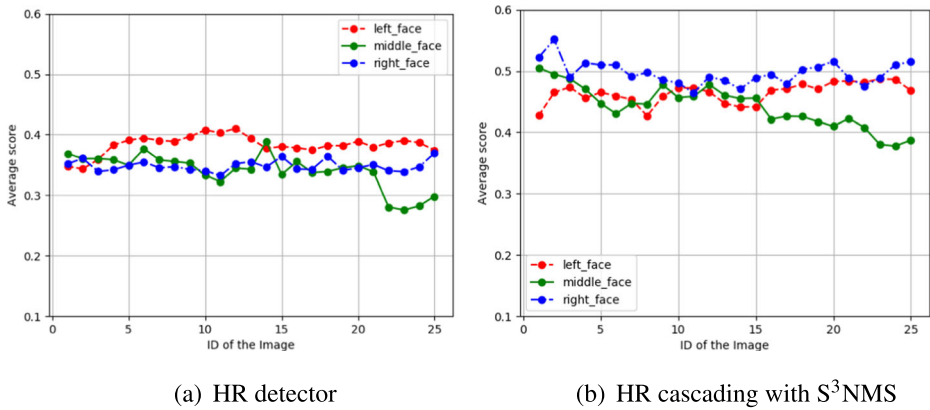 0.6
0.5
0.4
0.3
0.2
0.1
Average score
0 5 10 15 20 25
ID of the Image
left_face
middle_face
right_face
(a) HR detector
0.6
0.5
0.4
0.3
0.2
0.1
Average score
0 5 10 15 20 25
ID of the Image
left_face
middle_face
right_face
(b) HR cascading with S³NMS